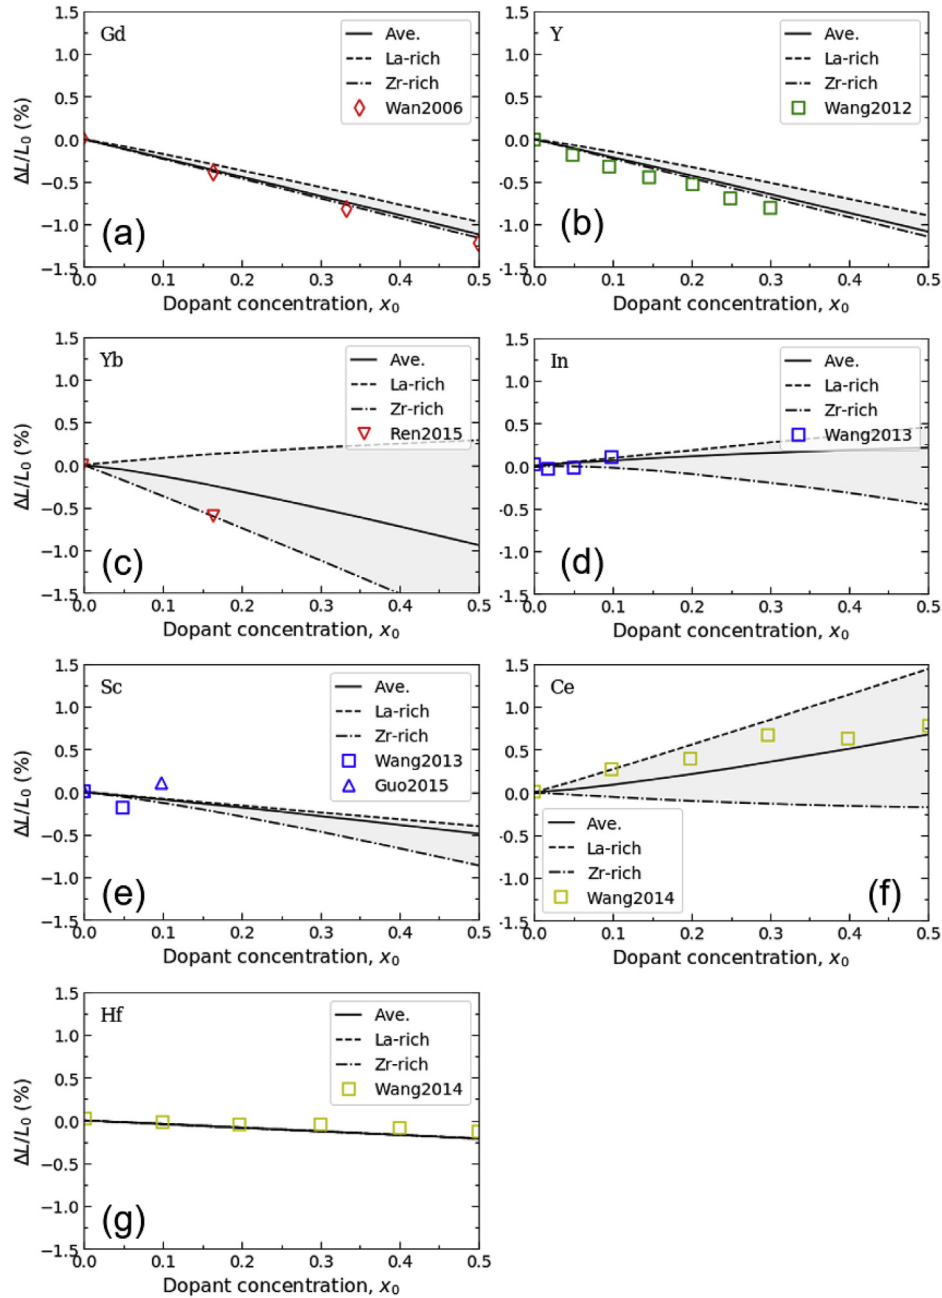 Gd
Ave.
La-rich
Zr-rich
Wan2006
1.5
1.0
0.5
0.0
−0.5
−1.0
−1.5
ΔL/L₀ (%)
(a)
0.0 0.1 0.2 0.3 0.4 0.5
Dopant concentration, x₀
Y
Ave.
La-rich
Zr-rich
Wang2012
1.5
1.0
0.5
0.0
-0.5
-1.0
-1.5
(b)
0.0 0.1 0.2 0.3 0.4 0.5
Dopant concentration, x₀
Yb
Ave.
La-rich
Zr-rich
Ren2015
1.5
1.0
0.5
0.0
−0.5
−1.0
−1.5
ΔL/L₀ (%)
(c)
0.0 0.1 0.2 0.3 0.4 0.5
Dopant concentration, x₀
In
Ave.
La-rich
Zr-rich
Wang2013
1.5
1.0
0.5
0.0
-0.5
-1.0
-1.5
(d)
0.0 0.1 0.2 0.3 0.4 0.5
Dopant concentration, x₀
Sc
Ave.
La-rich
Zr-rich
Wang2013
Guo2015
1.5
1.0
0.5
0.0
−0.5
−1.0
−1.5
ΔL/L₀ (%)
(e)
0.0 0.1 0.2 0.3 0.4 0.5
Dopant concentration, x₀
Ce
1.5
1.0
0.5
0.0
-0.5
-1.0
-1.5
Ave.
La-rich
Zr-rich
Wang2014
(f)
0.0 0.1 0.2 0.3 0.4 0.5
Dopant concentration, x₀
Hf
Ave.
La-rich
Zr-rich
Wang2014
1.5
1.0
0.5
0.0
−0.5
−1.0
−1.5
ΔL/L₀ (%)
(g)
0.0 0.1 0.2 0.3 0.4 0.5
Dopant concentration, x₀